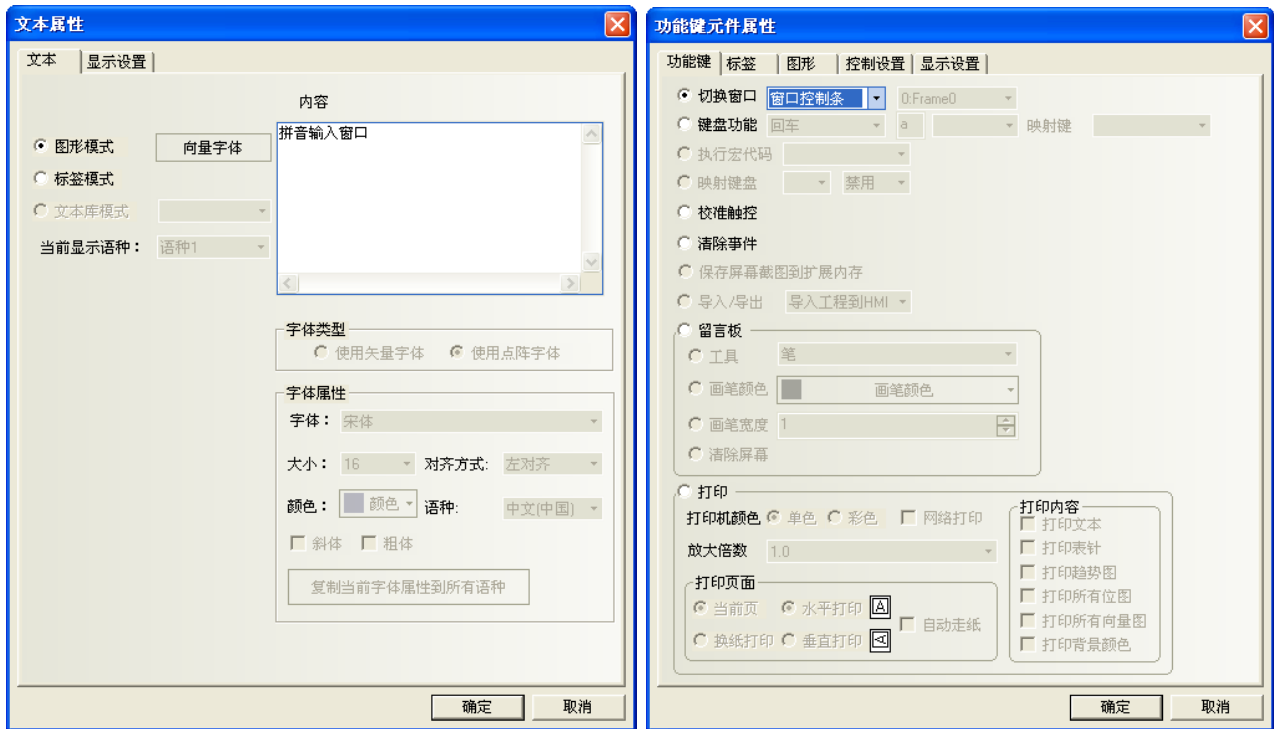 文本属性
文本
显示设置
内容
拼音输入窗口
图形模式
向量字体
标签模式
文本库模式
当前显示语种：
语种1
字体类型
使用矢量字体
使用点阵字体
字体属性
字体：
宋体
大小：
16
对齐方式:
左对齐
颜色：
颜色
语种:
中文(中国)
斜体
粗体
复制当前字体属性到所有语种
确定
取消
功能键元件属性
功能键
标签
图形
控制设置
显示设置
切换窗口
窗口控制条
0:Frame0
键盘功能
回车
a
映射键
执行宏代码
映射键盘
禁用
校准触控
清除事件
保存屏幕截图到扩展内存
导入/导出
导入工程到HMI
留言板
工具
笔
画笔颜色
画笔颜色
画笔宽度
1
清除屏幕
打印
打印机颜色
单色
彩色
网络打印
放大倍数
1.0
打印页面
当前页
水平打印
A
自动走纸
换纸打印
垂直打印
A
打印内容
打印文本
打印表针
打印趋势图
打印所有位图
打印所有向量图
打印背景颜色
确定
取消